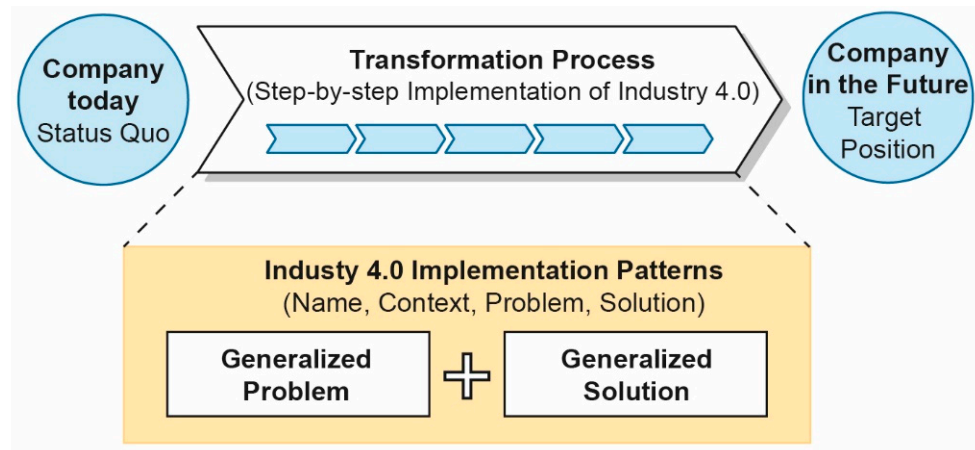 Company
today
Status Quo
Transformation Process
(Step-by-step Implementation of Industry 4.0)
Company
in the Future
Target
Position
Industy 4.0 Implementation Patterns
(Name, Context, Problem, Solution)
Generalized
Problem
Generalized
Solution